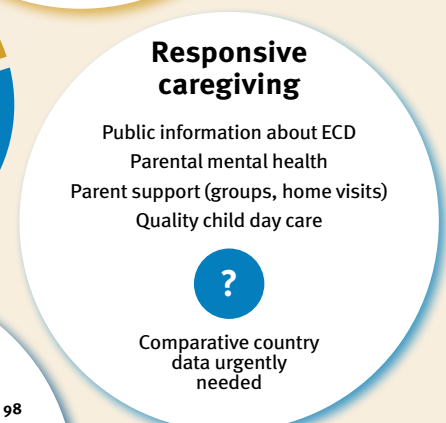 Responsive
caregiving
Public information about ECD
Parental mental health
Parent support (groups, home visits)
Quality child day care
?
Comparative country
data urgently
needed
98